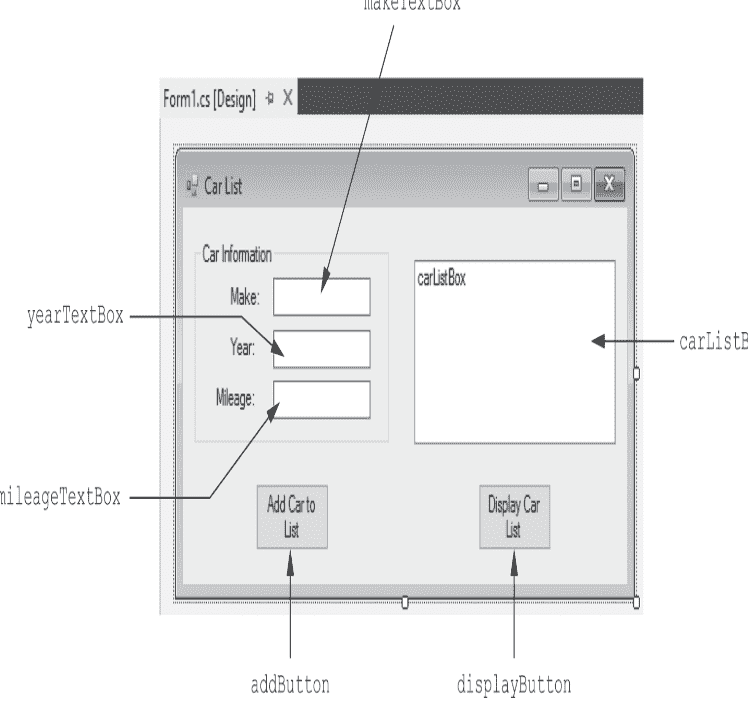 makeTextBox
Form1.cs [Design]
Car List
Car Information
carListBox
Make:
yearTextBox
Year:
carListB
Mileage:
mileageTextBox
Add Car to
List
Display Car
List
addButton
displayButton